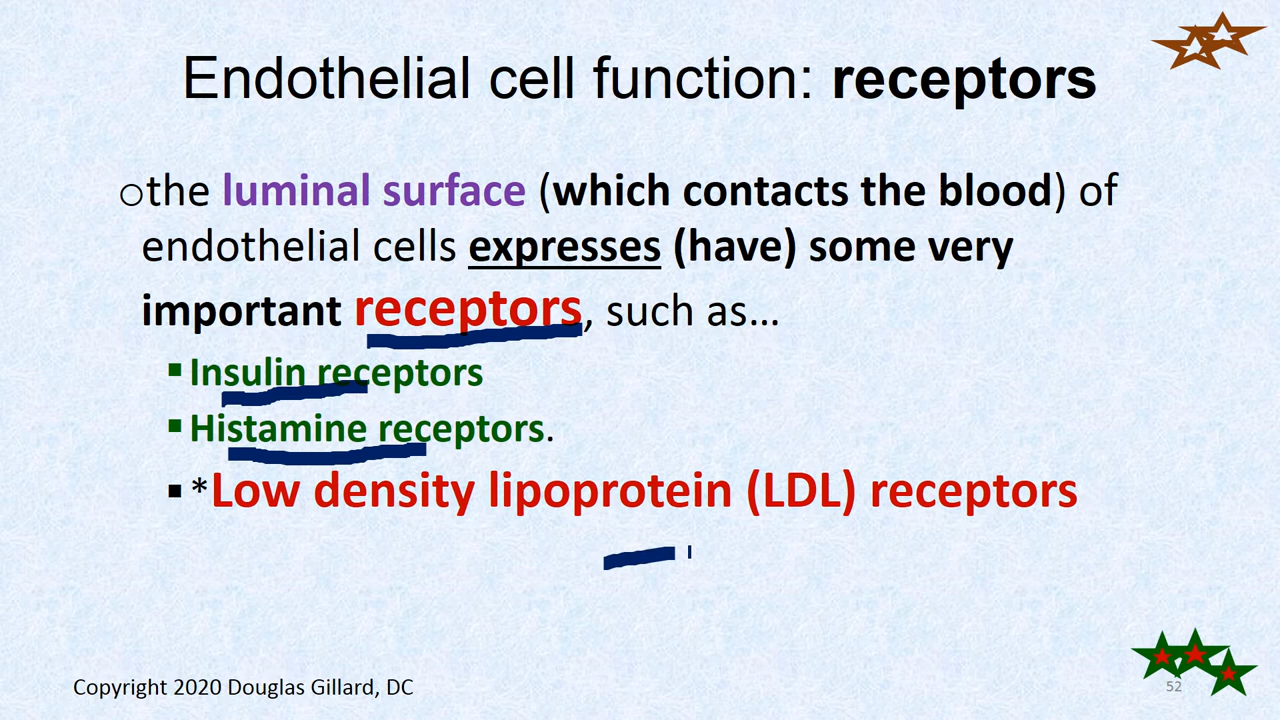 Endothelial cell function: receptors
○the luminal surface (which contacts the blood) of
endothelial cells expresses (have) some very
important receptors, such as...
▪Insulin receptors
▪Histamine receptors.
▪*Low density lipoprotein (LDL) receptors
Copyright 2020 Douglas Gillard, DC
52